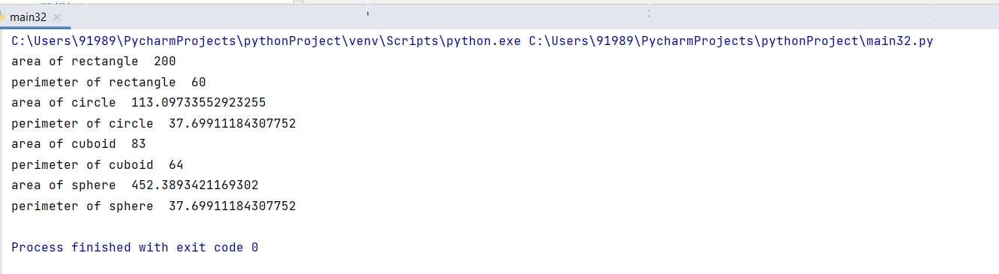 main32
C:\Users\91989\PycharmProjects\pythonProject\venv\Scripts\python.exe C:\Users\91989\PycharmProjects\pythonProject\main32.py
area of rectangle  200
perimeter of rectangle  60
area of circle  113.09733552923255
perimeter of circle  37.69911184307752
area of cuboid  83
perimeter of cuboid  64
area of sphere  452.3893421169302
perimeter of sphere  37.69911184307752
Process finished with exit code 0